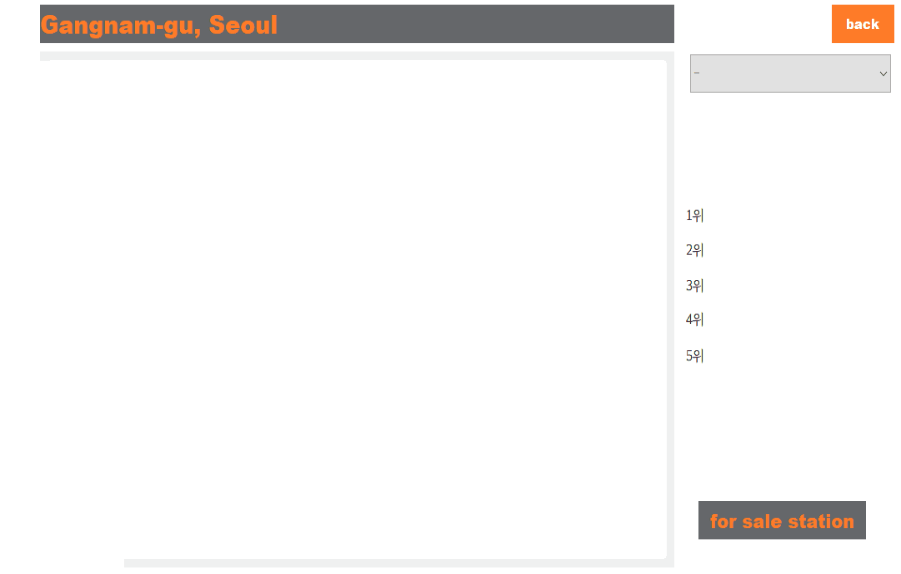 Gangnam-gu, Seoul
back
-
1위
2위
3위
4위
5위
for sale station